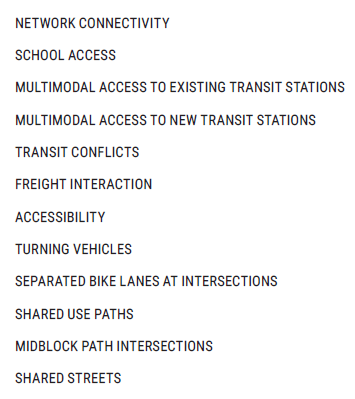 NETWORK CONNECTIVITY
SCHOOL ACCESS
MULTIMODAL ACCESS TO EXISTING TRANSIT STATIONS
MULTIMODAL ACCESS TO NEW TRANSIT STATIONS
TRANSIT CONFLICTS
FREIGHT INTERACTION
ACCESSIBILITY
TURNING VEHICLES
SEPARATED BIKE LANES AT INTERSECTIONS
SHARED USE PATHS
MIDBLOCK PATH INTERSECTIONS
SHARED STREETS